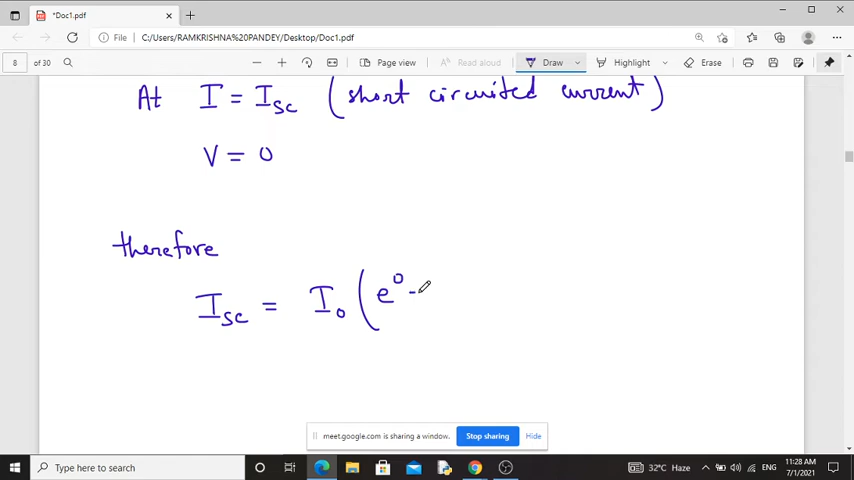 *Doc1.pdf
File C:/Users/RAMKRISHNA%20PANDEY/Desktop/Doc1.pdf
8 of 30 Page view Read aloud Draw Highlight Erase
At I = Isc (short circuited current)
V = 0
therefore
Isc = I0 (e^0 -
meet.google.com is sharing a window. Stop sharing Hide
Type here to search 32°C Haze ENG 11:28 AM
7/1/2021